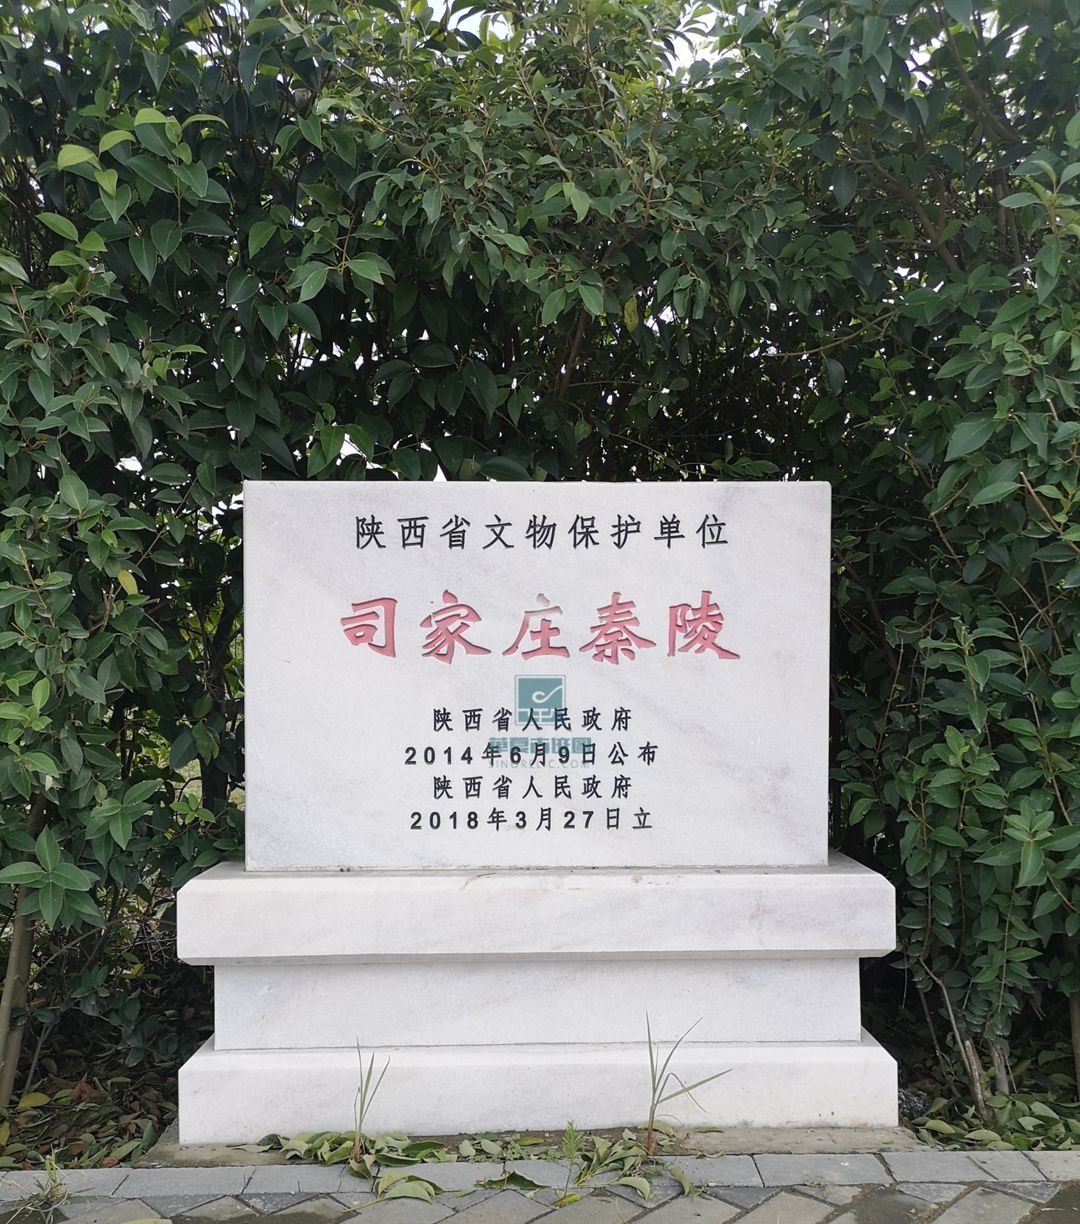 陕西省文物保护单位
司家庄秦陵
陕西省人民政府
2014年6月9日公布
陕西省人民政府
2018年3月27日立